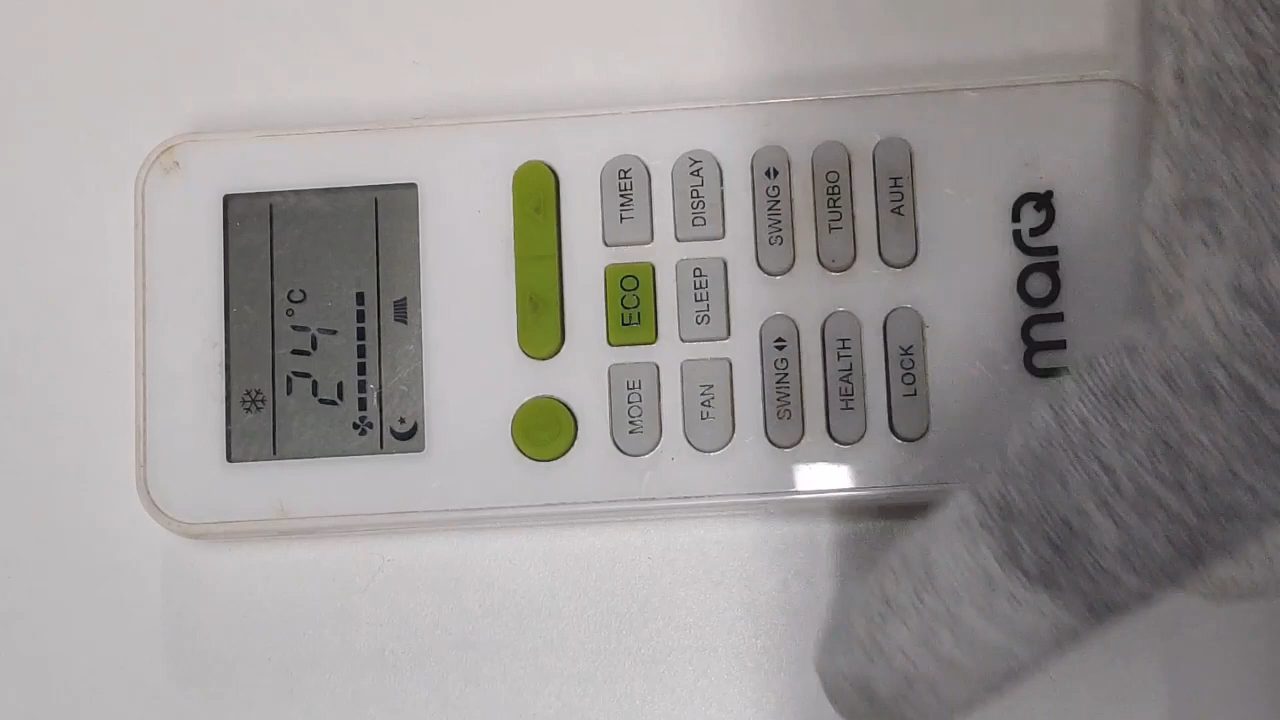 24°C
TIMER
MODE ECO
DISPLAY
FAN SLEEP
SWING SWING
HEALTH TURBO
LOCK AUH
marQ